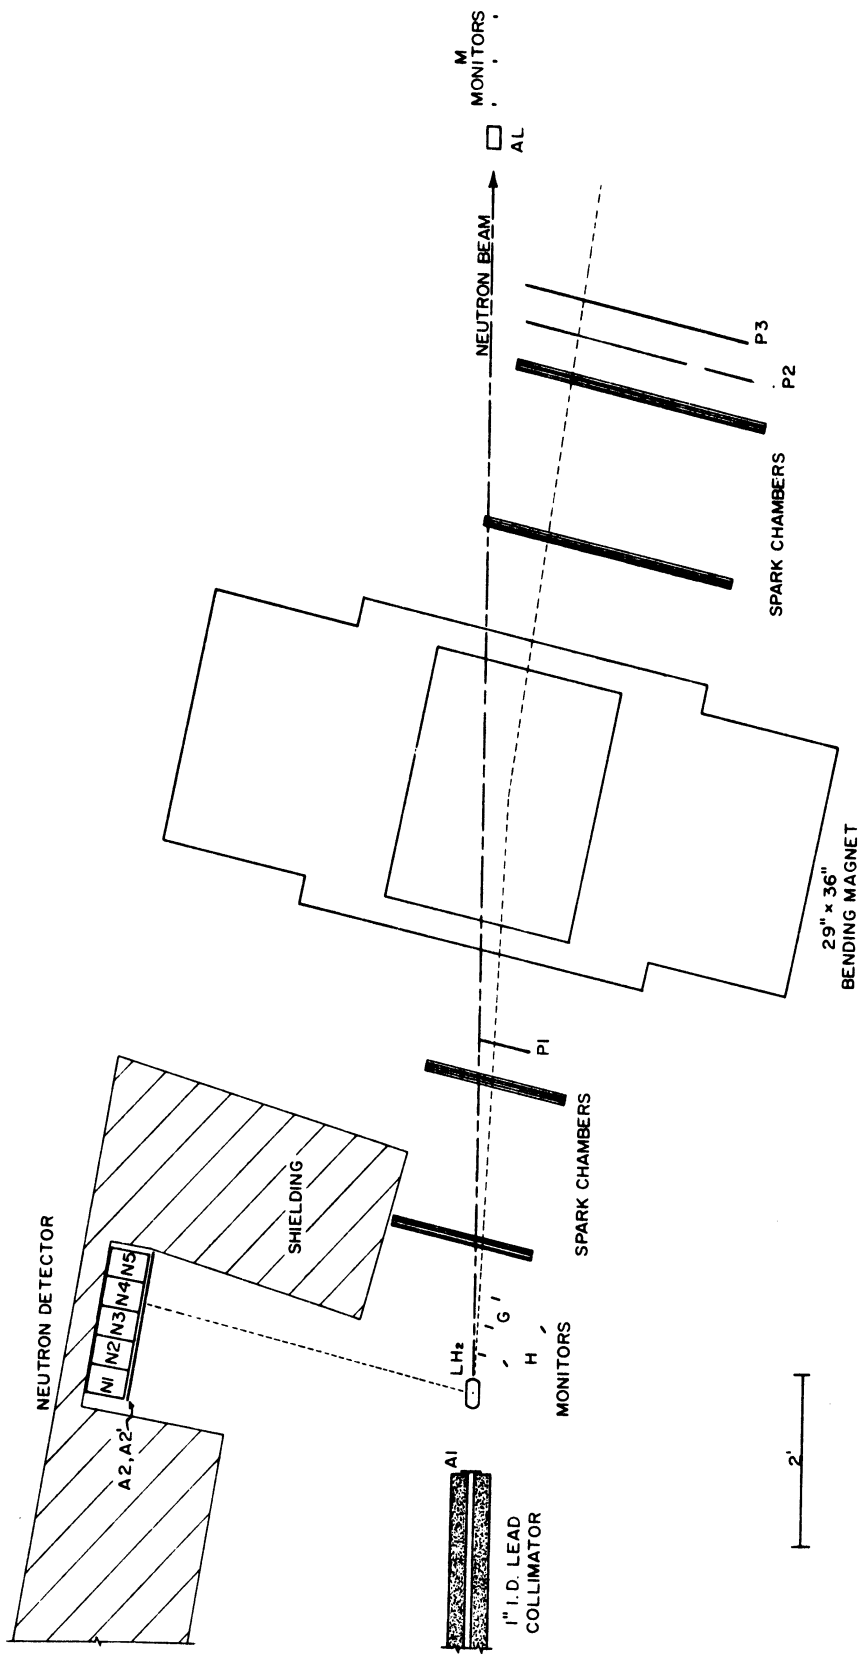 M
MONITORS
AL
NEUTRON BEAM
P3
P2
SPARK CHAMBERS
29" x 36"
BENDING MAGNET
P1
SPARK CHAMBERS
SHIELDING
NEUTRON DETECTOR
N1 N2 N3 N4 N5
A2, A2'
LH₂
G
H
MONITORS
A1
1" I.D. LEAD
COLLIMATOR
2'